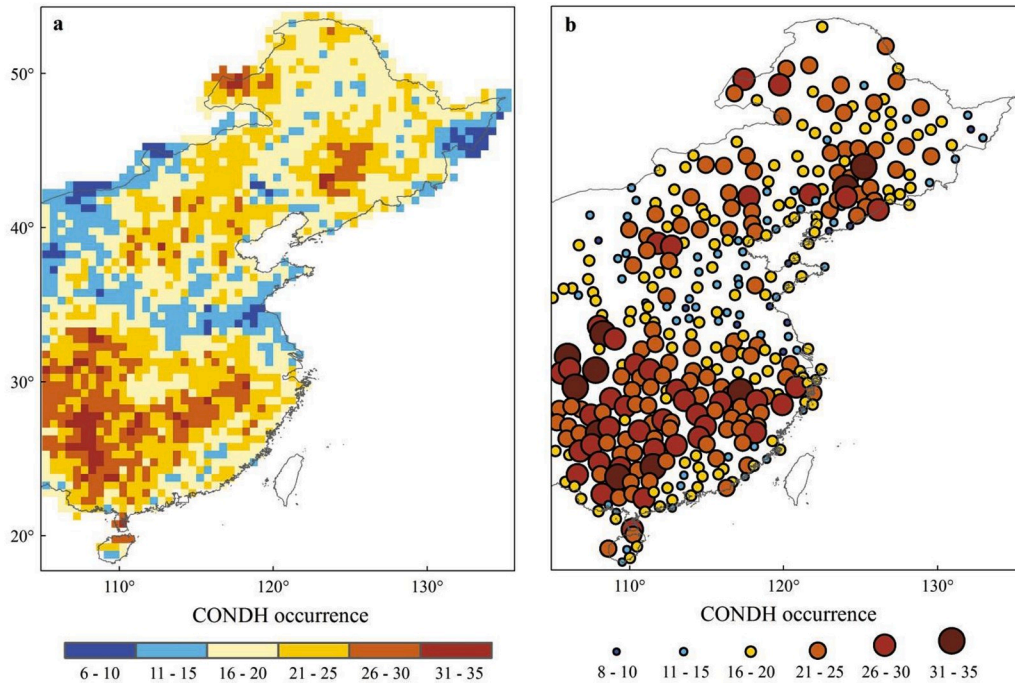 a
b
50°
40°
30°
20°
110°
120°
130°
110°
120°
130°
CONDH occurrence
CONDH occurrence
6 - 10
11 - 15
16 - 20
21 - 25
26 - 30
31 - 35
8 - 10
11 - 15
16 - 20
21 - 25
26 - 30
31 - 35